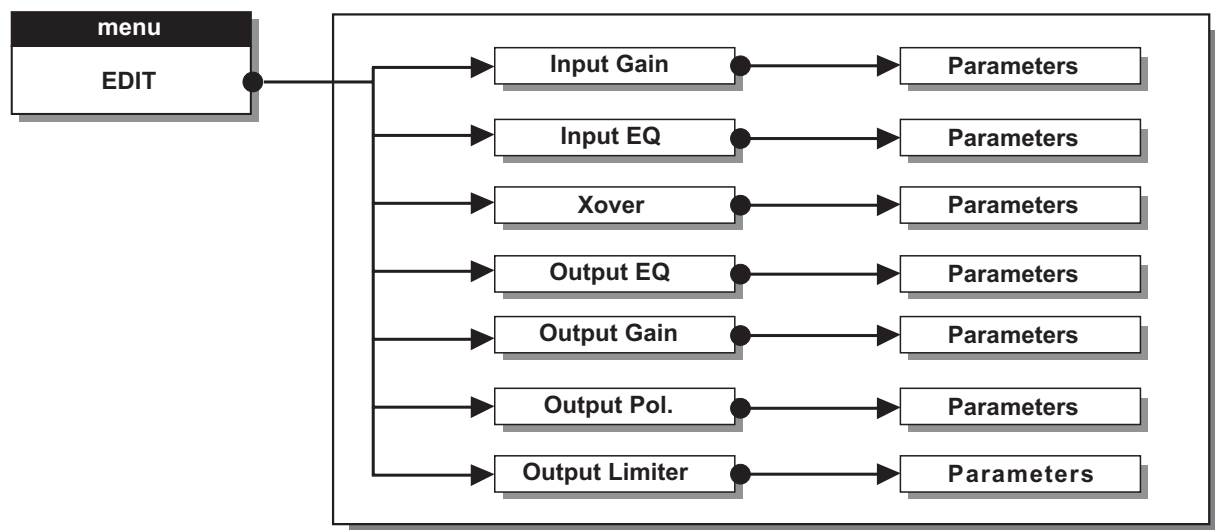 menu
EDIT
Input Gain
Parameters
Input EQ
Parameters
Xover
Parameters
Output EQ
Parameters
Output Gain
Parameters
Output Pol.
Parameters
Output Limiter
Parameters